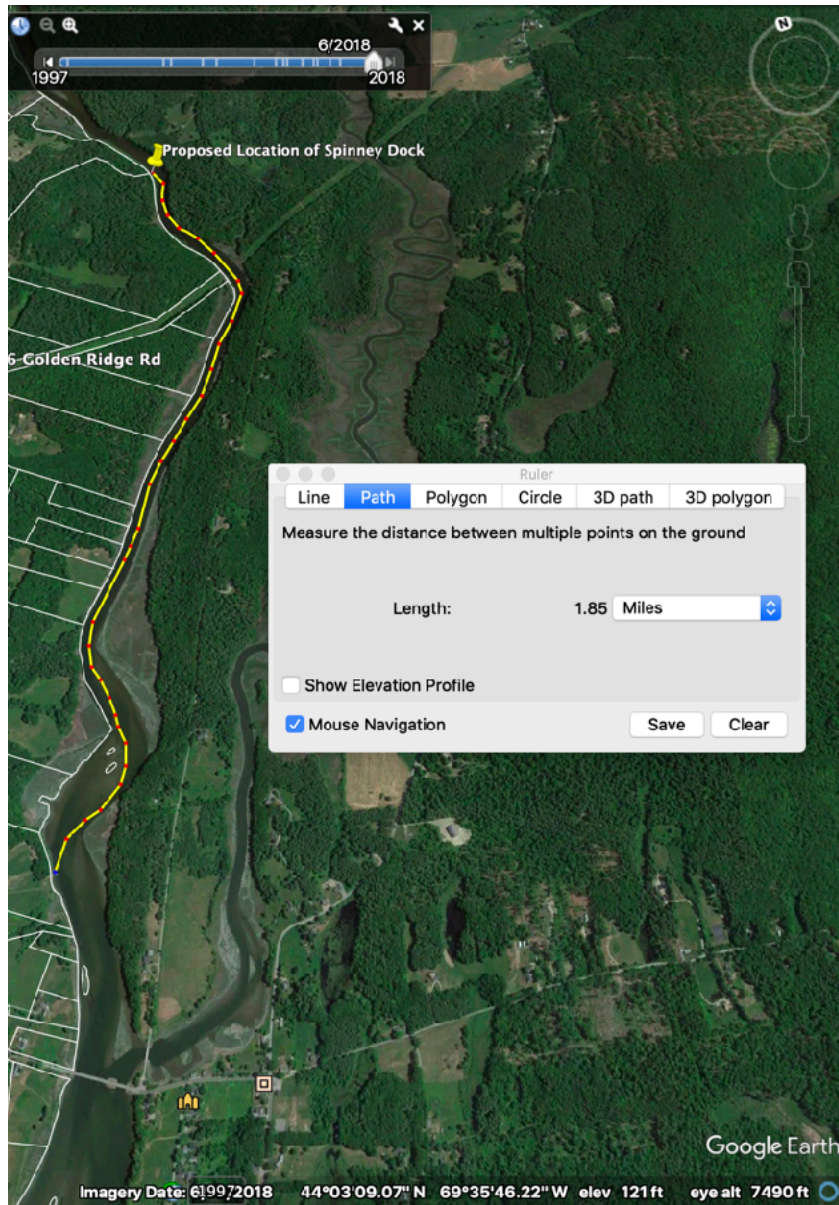 6/2018
1997
2018
N
Proposed Location of Spinney Dock
6 Golden Ridge Rd
Ruler
Line Path Polygon Circle 3D path 3D polygon
Measure the distance between multiple points on the ground
Length: 1.85 Miles
Show Elevation Profile
Mouse Navigation
Save
Clear
Google Earth
Imagery Date: 6/ /2018 44°03'09.07" N 69°35'46.22" W elev 121 ft eye alt 7490 ft
1997